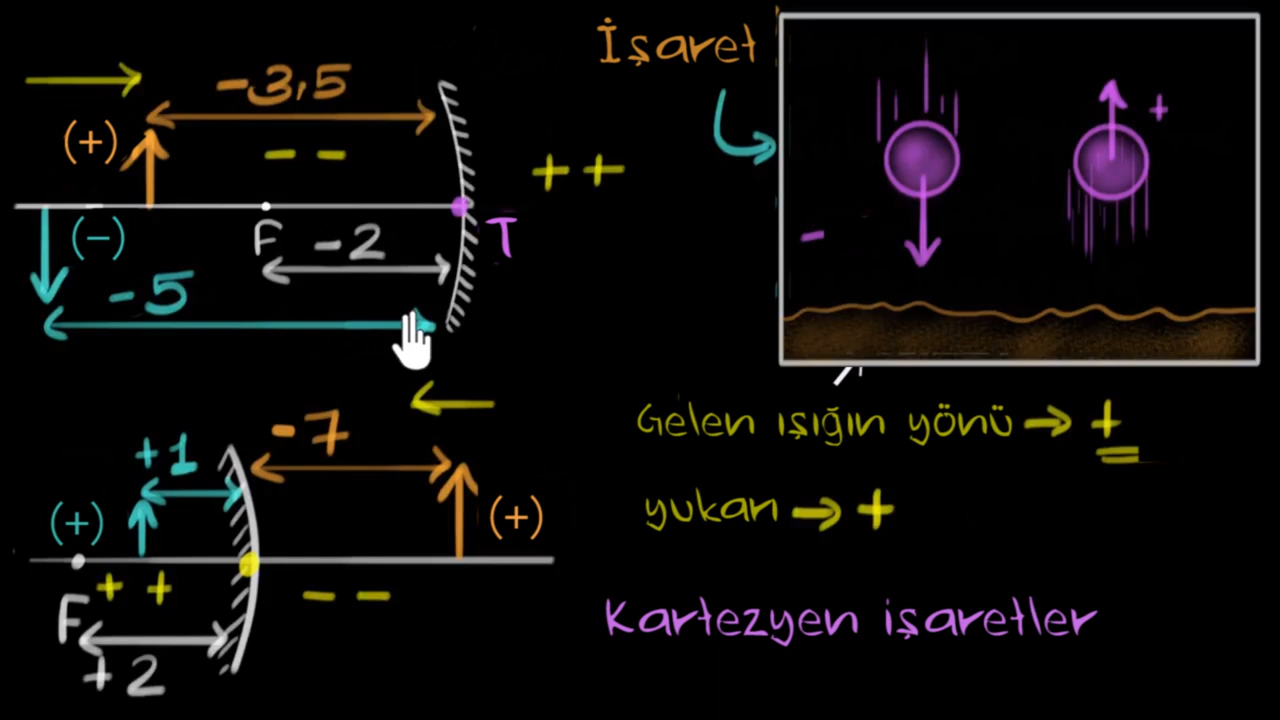 İşaret
-3,5
(+)
- -
+ +
T
(-)
F
-2
-5
+
-
Gelen ışığın yönü → +
yukarı → +
Kartezyen işaretler
-7
+1
(+)
(+)
+ +
- -
F
+2